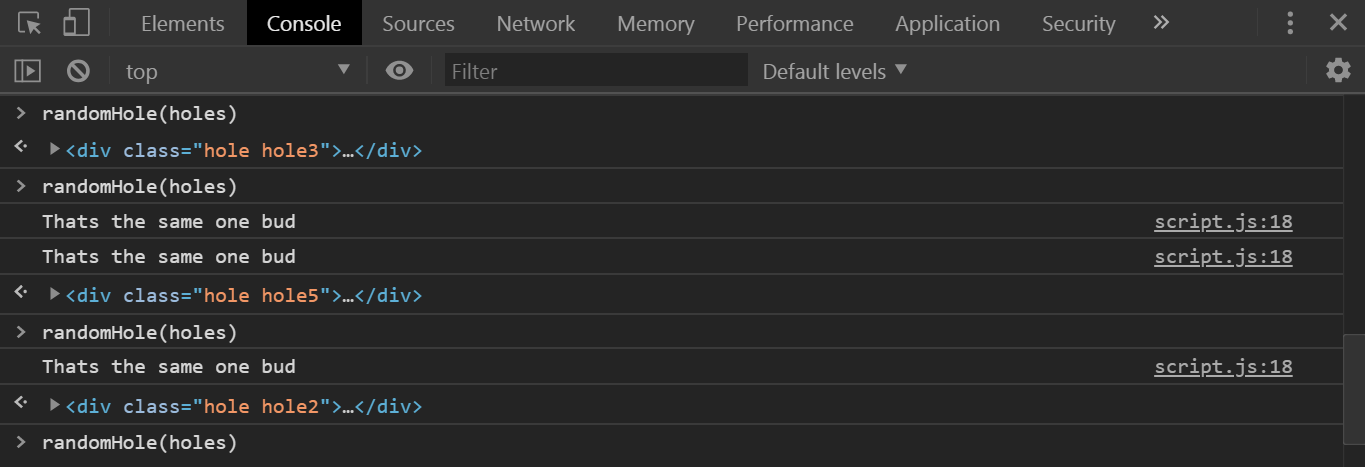 Elements Console Sources Network Memory Performance Application Security »
top ▼ Filter Default levels ▼
> randomHole(holes)
<div class="hole hole3">…</div>
> randomHole(holes)
Thats the same one bud script.js:18
Thats the same one bud script.js:18
<div class="hole hole5">…</div>
> randomHole(holes)
Thats the same one bud script.js:18
<div class="hole hole2">…</div>
> randomHole(holes)